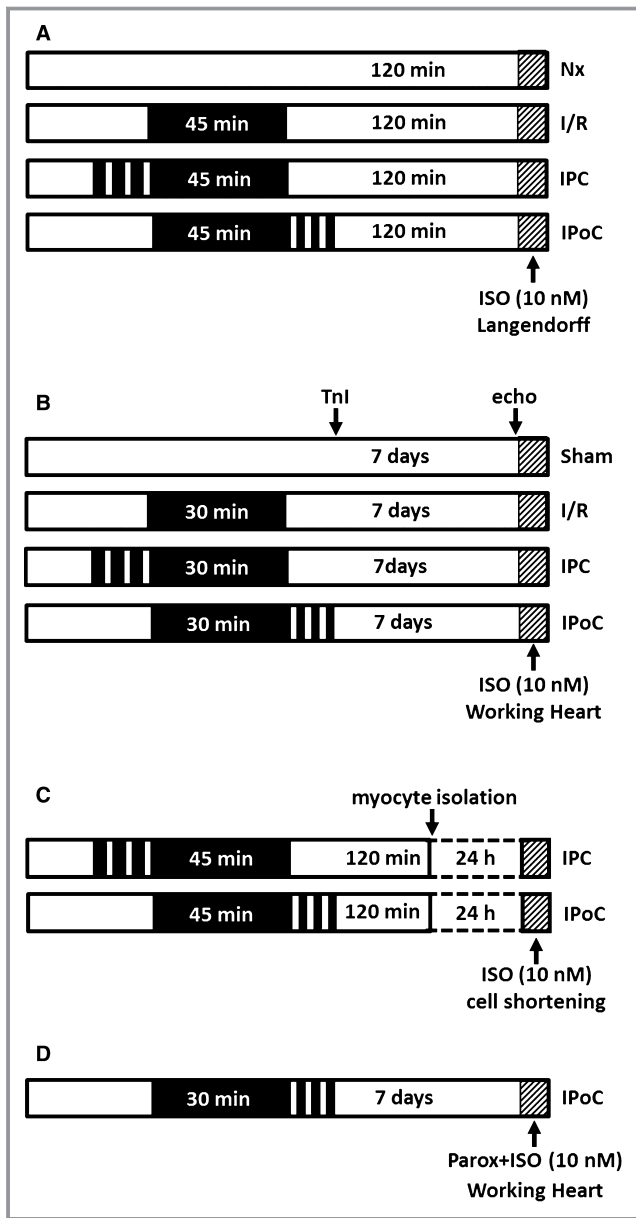 A
120 min Nx
45 min 120 min I/R
45 min 120 min IPC
45 min 120 min IPoC
ISO (10 nM)
Langendorff
B
TnI echo
7 days Sham
30 min 7 days I/R
30 min 7days IPC
30 min 7 days IPoC
ISO (10 nM)
Working Heart
C
myocyte isolation
45 min 120 min 24 h IPC
45 min 120 min 24 h IPoC
ISO (10 nM)
cell shortening
D
30 min 7 days IPoC
Parox+ISO (10 nM)
Working Heart